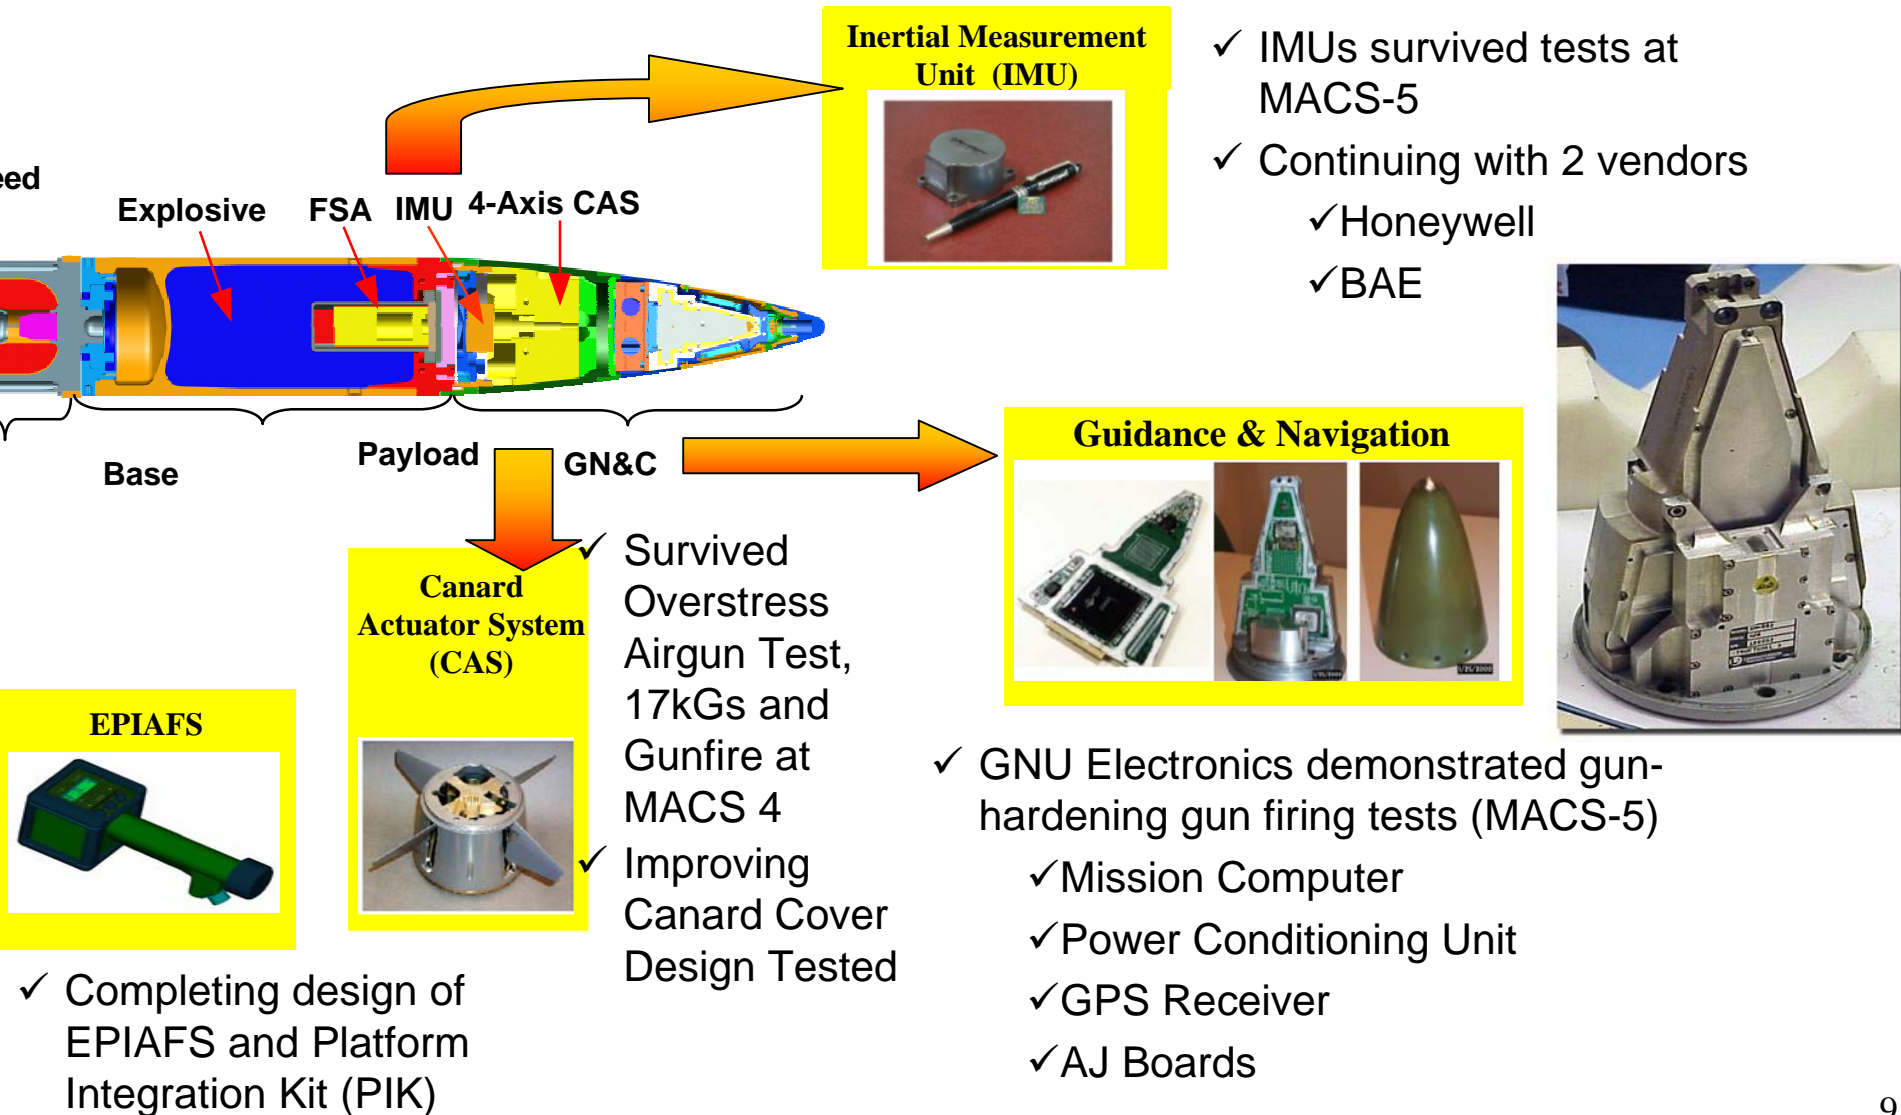 Inertial Measurement
Unit (IMU)
✓ IMUs survived tests at
MACS-5
✓ Continuing with 2 vendors
✓Honeywell
✓BAE
eed
Explosive
FSA
IMU
4-Axis CAS
Base
Payload
GN&C
Guidance & Navigation
Canard
Actuator System
(CAS)
✓ Survived
Overstress
Airgun Test,
17kGs and
Gunfire at
MACS 4
✓ Improving
Canard Cover
Design Tested
EPIAFS
✓ Completing design of
EPIAFS and Platform
Integration Kit (PIK)
✓ GNU Electronics demonstrated gun-
hardening gun firing tests (MACS-5)
✓Mission Computer
✓Power Conditioning Unit
✓GPS Receiver
✓AJ Boards
9